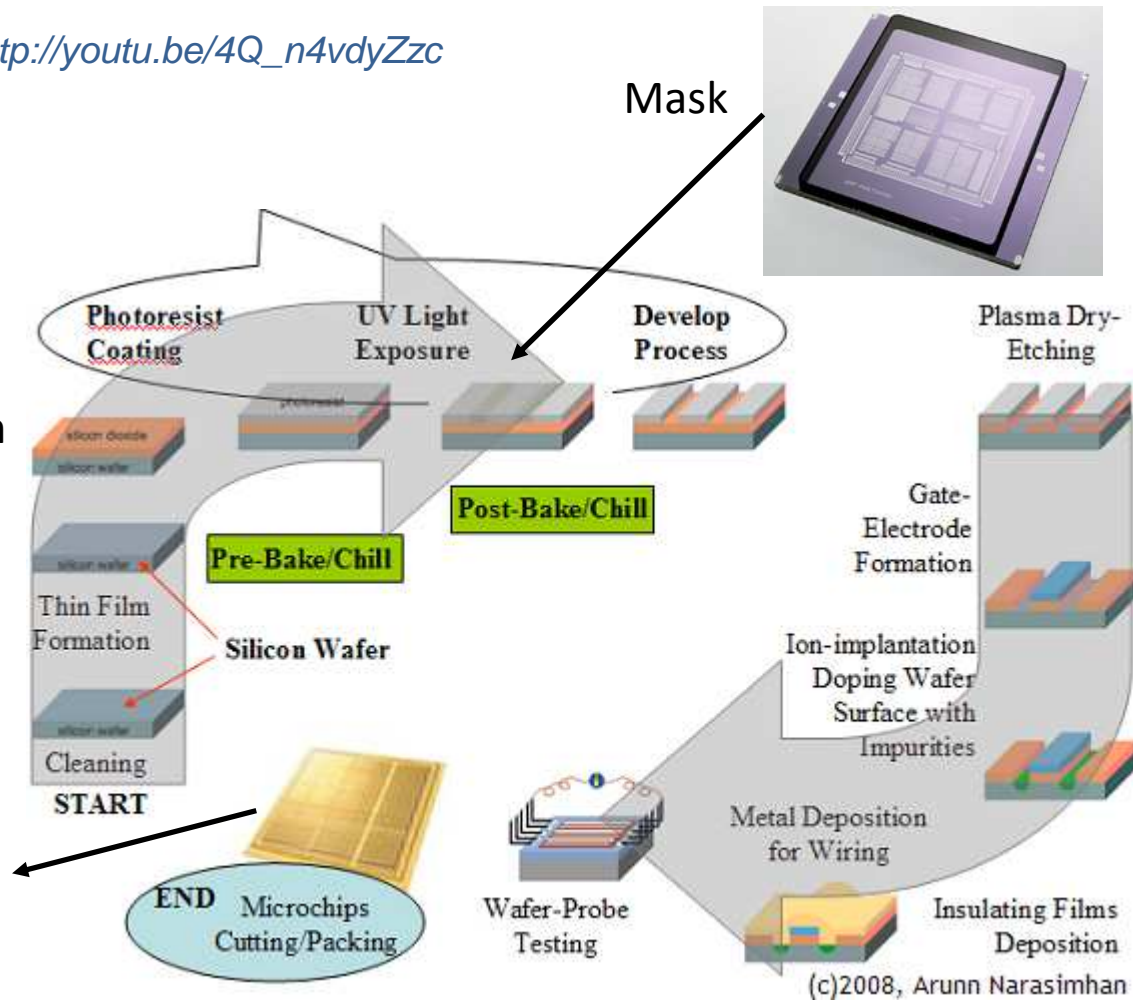 tp://youtu.be/4Q_n4vdyZzc
Mask
Photoresist
Coating
UV Light
Exposure
Develop
Process
Plasma Dry-
Etching
n
silicon dioxide
silicon wafer
photoresist
Post-Bake/Chill
Pre-Bake/Chill
Gate-
Electrode
Formation
silicon wafer
Thin Film
Formation
Silicon Wafer
Ion-implantation
Doping Wafer
Surface with
Impurities
silicon wafer
Cleaning
START
Metal Deposition
for Wiring
END
Microchips
Cutting/Packing
Wafer-Probe
Testing
Insulating Films
Deposition
(c)2008, Arunn Narasimhan